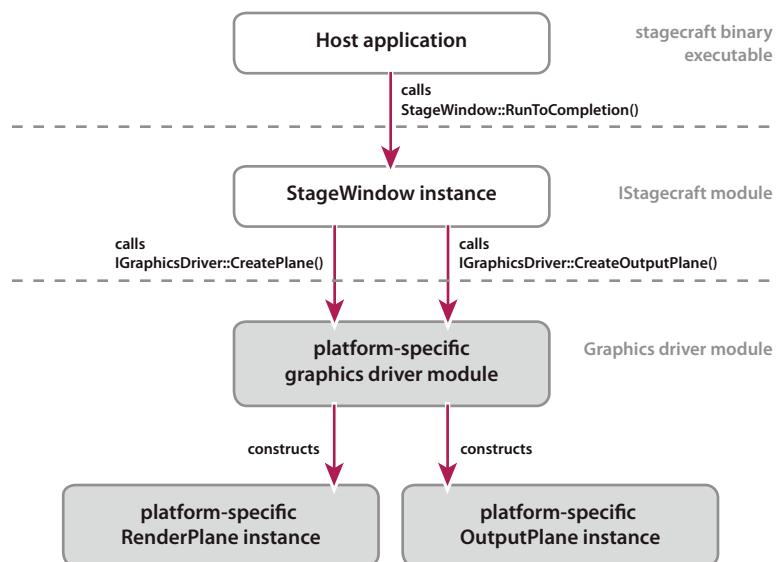 Host application
stagecraft binary
executable
calls
StageWindow::RunToCompletion()
StageWindow instance
IStagecraft module
calls
IGraphicsDriver::CreatePlane()
calls
IGraphicsDriver::CreateOutputPlane()
platform-specific
graphics driver module
Graphics driver module
constructs
constructs
platform-specific
RenderPlane instance
platform-specific
OutputPlane instance